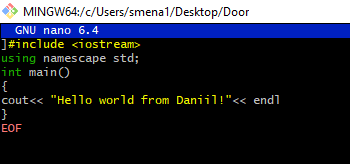 MINGW64:/c/Users/smena1/Desktop/Door
GNU nano 6.4
]#include <iostream>
using namescape std;
int main()
{
cout<< "Hello world from Daniil!"<< endl
}
EOF